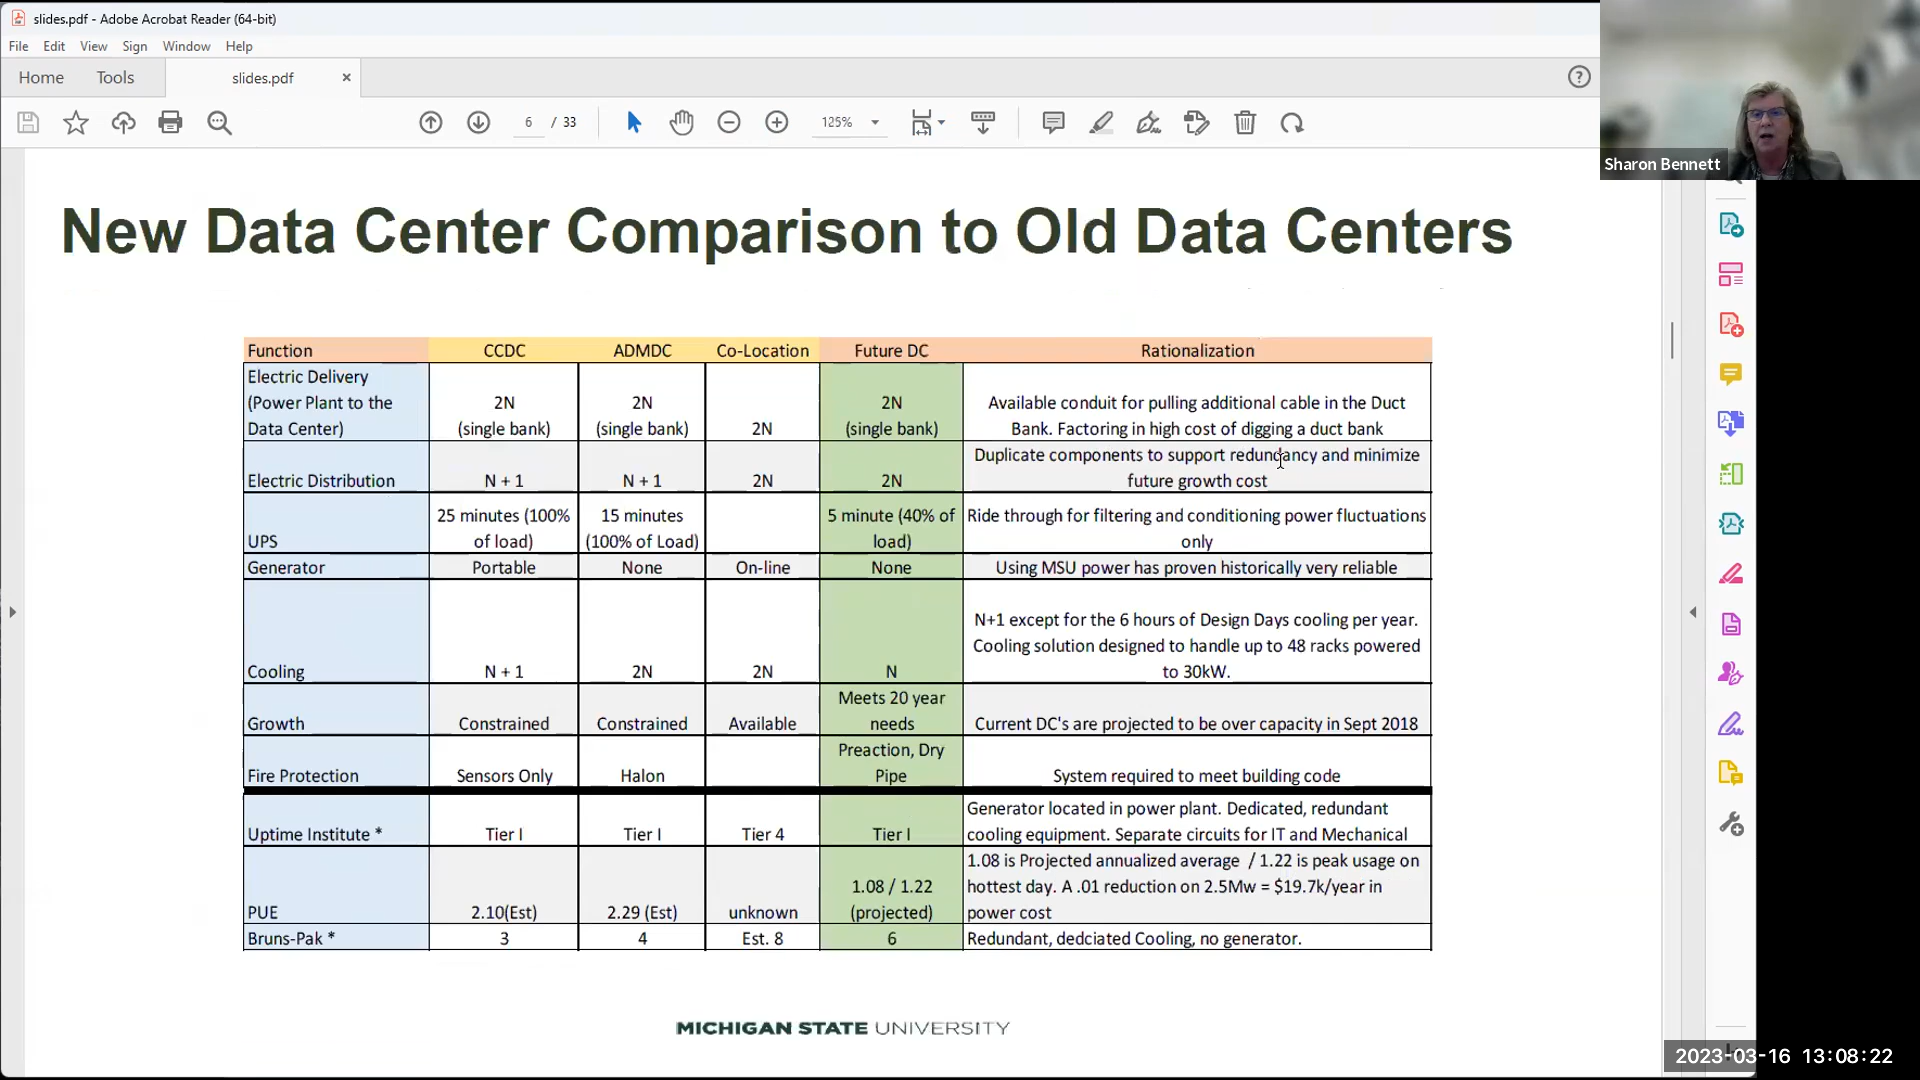 slides.pdf - Adobe Acrobat Reader (64-bit)
File Edit View Sign Window Help
Home Tools slides.pdf ×
6 / 33 125%
Sharon Bennett
New Data Center Comparison to Old Data Centers
Function CCDC ADMDC Co-Location Future DC Rationalization
Electric Delivery
(Power Plant to the
Data Center)
2N
(single bank)
2N
(single bank)
2N
2N
(single bank)
Available conduit for pulling additional cable in the Duct
Bank. Factoring in high cost of digging a duct bank
Electric Distribution
N + 1
N + 1
2N
2N
Duplicate components to support redundancy and minimize
future growth cost
UPS
25 minutes (100%
of load)
15 minutes
(100% of Load)
5 minute (40% of
load)
Ride through for filtering and conditioning power fluctuations
only
Generator Portable None On-line None Using MSU power has proven historically very reliable
Cooling
N + 1
2N
2N
N
N+1 except for the 6 hours of Design Days cooling per year.
Cooling solution designed to handle up to 48 racks powered
to 30kW.
Growth
Constrained
Constrained
Available
Meets 20 year
needs
Current DC's are projected to be over capacity in Sept 2018
Fire Protection
Sensors Only
Halon
Preaction, Dry
Pipe
System required to meet building code
Uptime Institute *
Tier I
Tier I
Tier 4
Tier I
Generator located in power plant. Dedicated, redundant
cooling equipment. Separate circuits for IT and Mechanical
PUE
2.10(Est)
2.29 (Est)
unknown
1.08 / 1.22
(projected)
1.08 is Projected annualized average / 1.22 is peak usage on
hottest day. A .01 reduction on 2.5Mw = $19.7k/year in
power cost
Bruns-Pak * 3 4 Est. 8 6 Redundant, dedciated Cooling, no generator.
MICHIGAN STATE UNIVERSITY
2023-03-16 13:08:22